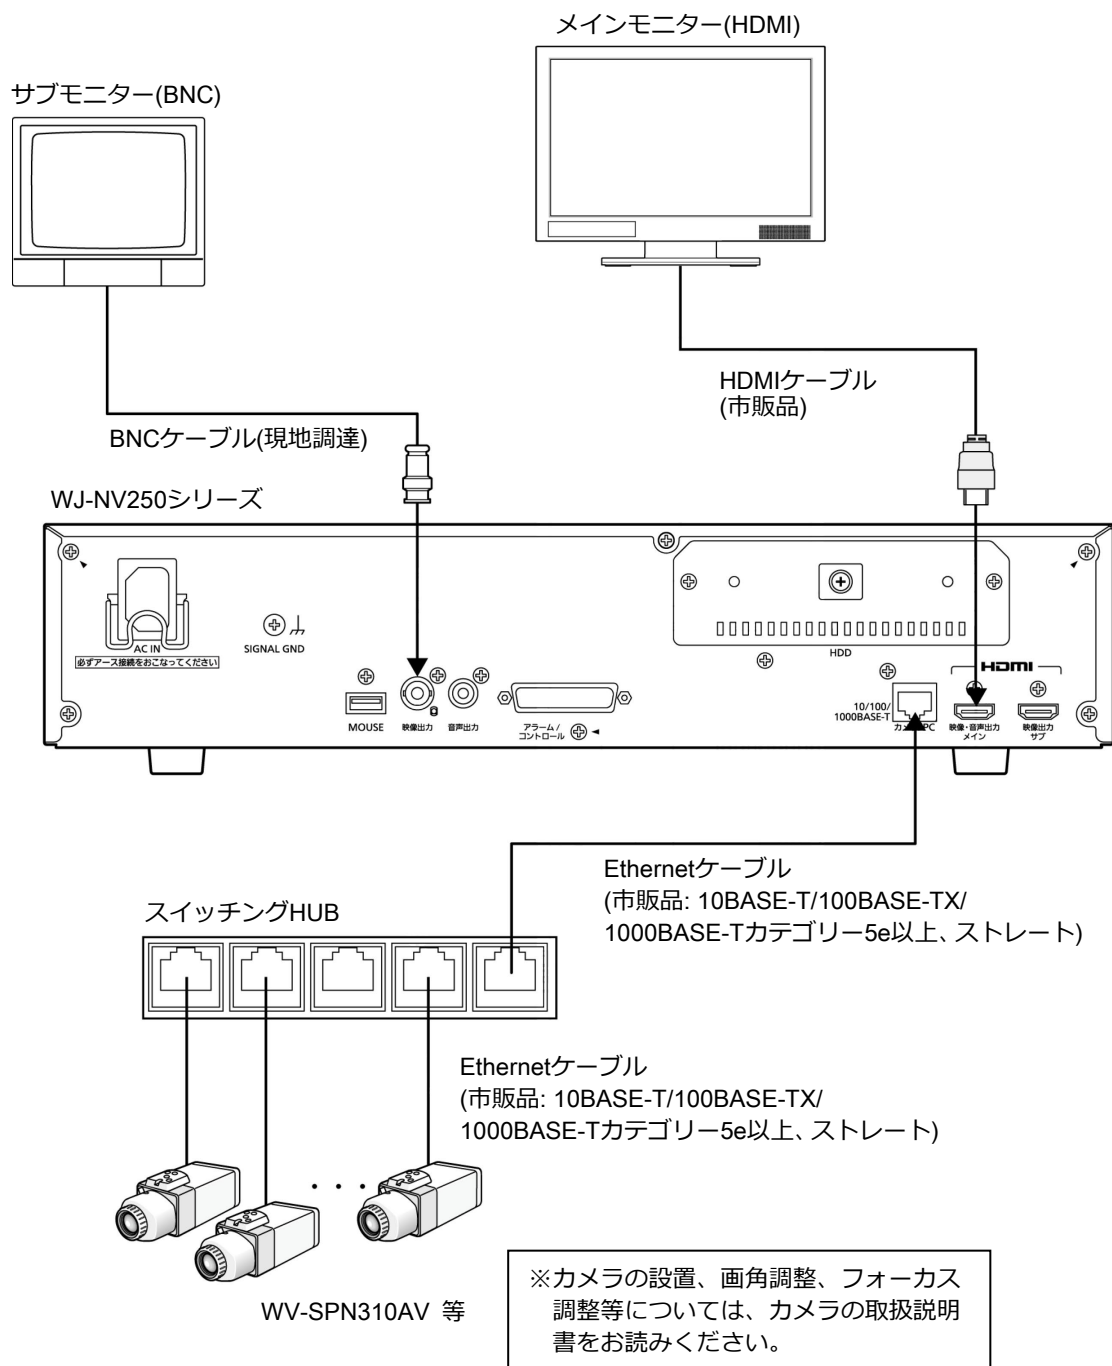 メインモニター(HDMI)
サブモニター(BNC)
HDMIケーブル
(市販品)
BNCケーブル(現地調達)
WJ-NV250シリーズ
AC IN
必ずアース接続をおこなってください
SIGNAL GND
HDD
HDMI
MOUSE
映像出力
音声出力
アラーム /
コントロール
10/100/
1000BASE-T
PC
映像・音声出力
メイン
映像出力
サブ
Ethernetケーブル
(市販品: 10BASE-T/100BASE-TX/
1000BASE-Tカテゴリー5e以上、ストレート)
スイッチングHUB
Ethernetケーブル
(市販品: 10BASE-T/100BASE-TX/
1000BASE-Tカテゴリー5e以上、ストレート)
・・・
WV-SPN310AV 等
※カメラの設置、画角調整、フォーカス
調整等については、カメラの取扱説明
書をお読みください。